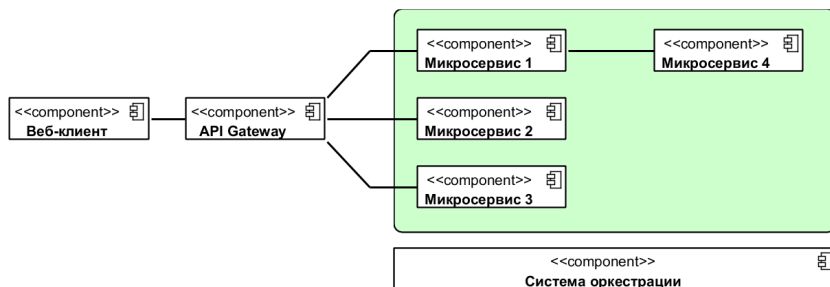 <<component>>
Микросервис 1
<<component>>
Микросервис 4
<<component>>
Веб-клиент
<<component>>
API Gateway
<<component>>
Микросервис 2
<<component>>
Микросервис 3
<<component>>
Система оркестрации